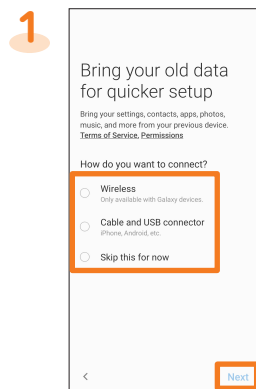 1
Bring your old data
for quicker setup
Bring your settings, contacts, apps, photos,
music, and more from your previous device.
Terms of Service, Permissions
How do you want to connect?
Wireless
Only available with Galaxy devices.
Cable and USB connector
iPhone, Android, etc.
Skip this for now
Next